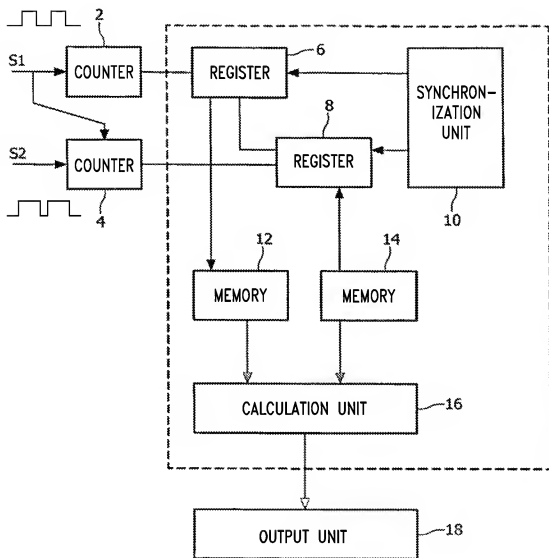 2
6
S1
COUNTER
REGISTER
SYNCHRON-
IZATION
UNIT
8
S2
COUNTER
REGISTER
4
10
12
14
MEMORY
MEMORY
CALCULATION UNIT
16
OUTPUT UNIT
18